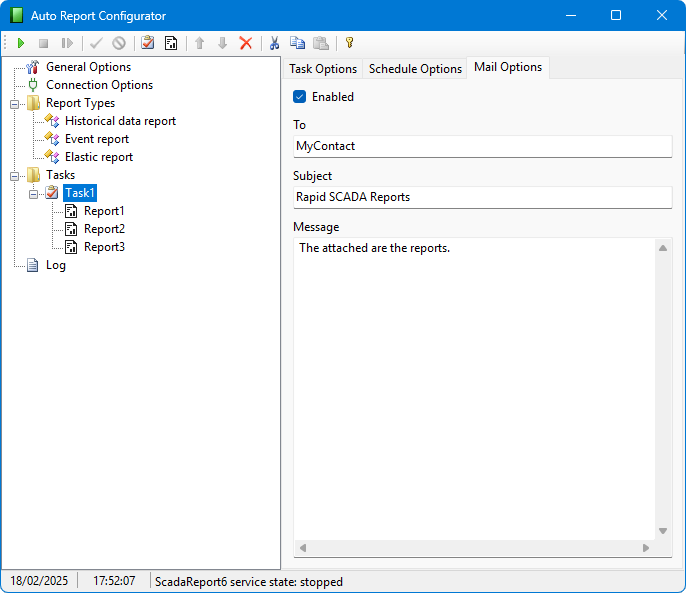 Auto Report Configurator
General Options
Connection Options
Report Types
Historical data report
Event report
Elastic report
Tasks
Task1
Report1
Report2
Report3
Log
Task Options
Schedule Options
Mail Options
Enabled
To
MyContact
Subject
Rapid SCADA Reports
Message
The attached are the reports.
18/02/2025
17:52:07
ScadaReport6 service state: stopped